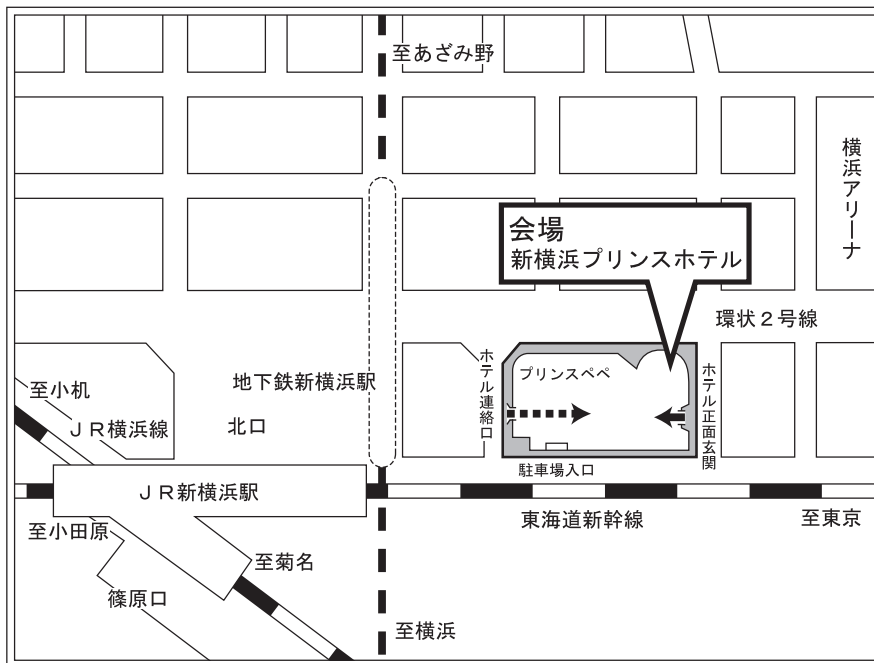 至あざみ野
横浜アリーナ
会場
新横浜プリンスホテル
環状２号線
地下鉄新横浜駅
ホテル連絡口
プリンスペペ
ホテル正面玄関
至小机
ＪＲ横浜線
北口
駐車場入口
ＪＲ新横浜駅
東海道新幹線
至東京
至小田原
至菊名
篠原口
至横浜